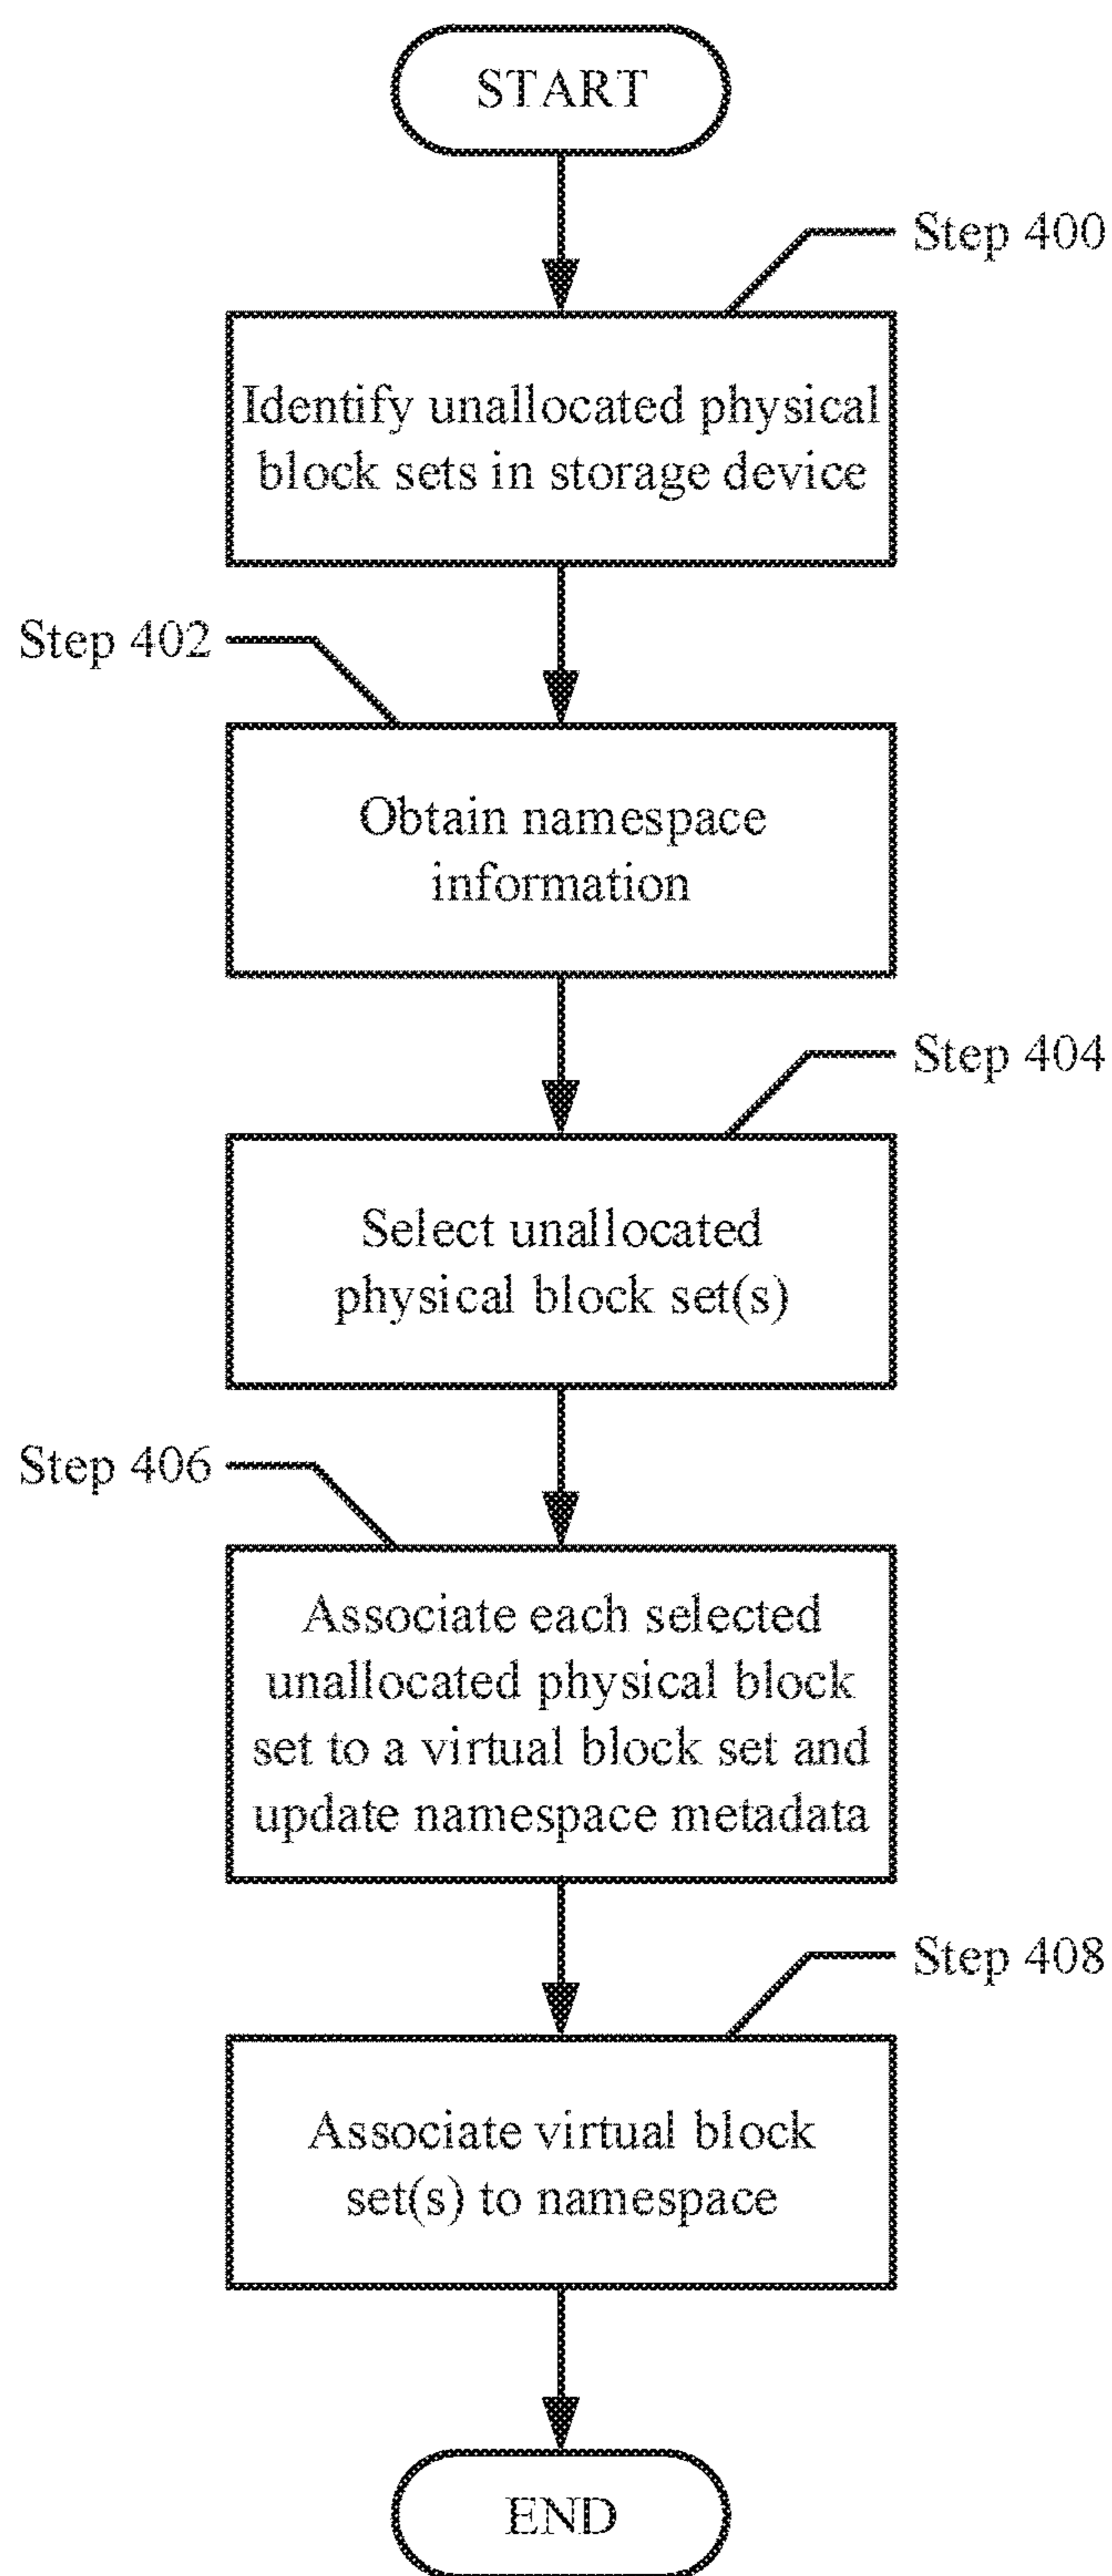 START
Step 400
Identify unallocated physical
block sets in storage device
Step 402
Obtain namespace
information
Step 404
Select unallocated
physical block set(s)
Step 406
Associate each selected
unallocated physical block
set to a virtual block set and
update namespace metadata
Step 408
Associate virtual block
set(s) to namespace
END